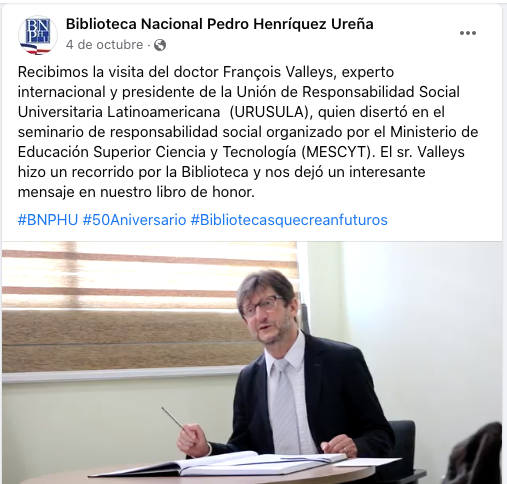 BN
PHU
Biblioteca Nacional Pedro Henríquez Ureña
4 de octubre ·
Recibimos la visita del doctor François Valleys, experto
internacional y presidente de la Unión de Responsabilidad Social
Universitaria Latinoamericana (URUSULA), quien disertó en el
seminario de responsabilidad social organizado por el Ministerio de
Educación Superior Ciencia y Tecnología (MESCYT). El sr. Valleys
hizo un recorrido por la Biblioteca y nos dejó un interesante
mensaje en nuestro libro de honor.
#BNPHU #50Aniversario #Bibliotecasquecreanfuturos